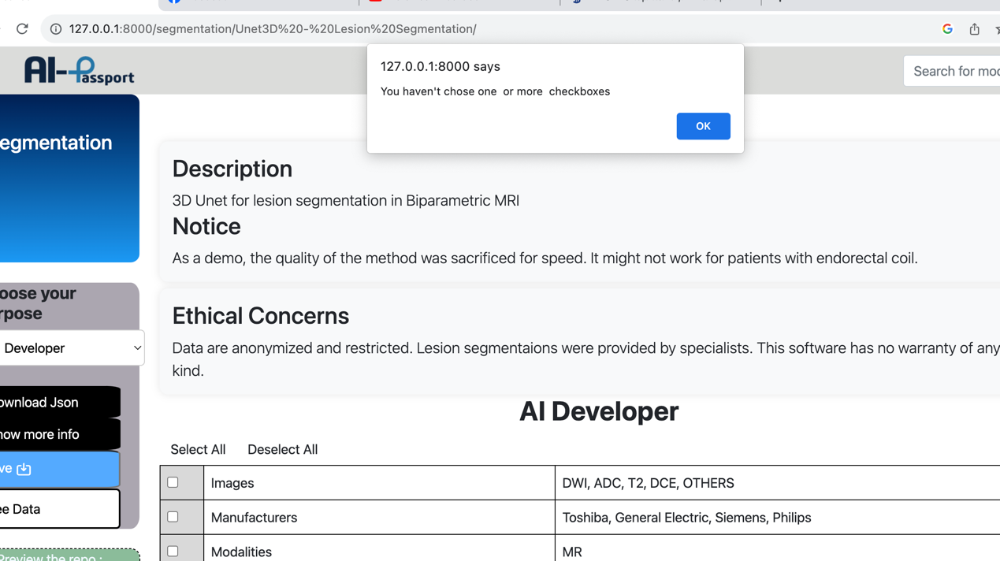 127.0.0.1:8000/segmentation/Unet3D%20-%20Lesion%20Segmentation/
127.0.0.1:8000 says
You haven't chose one or more checkboxes
OK
AI-Passport
Search for mod
egmentation
Description
3D Unet for lesion segmentation in Biparametric MRI
Notice
As a demo, the quality of the method was sacrificed for speed. It might not work for patients with endorectal coil.
oose your
rpose
Developer
ownload Json
how more info
ve
ee Data
Preview the repo :
Ethical Concerns
Data are anonymized and restricted. Lesion segmentaions were provided by specialists. This software has no warranty of any
kind.
AI Developer
Select All Deselect All
Images DWI, ADC, T2, DCE, OTHERS
Manufacturers Toshiba, General Electric, Siemens, Philips
Modalities MR